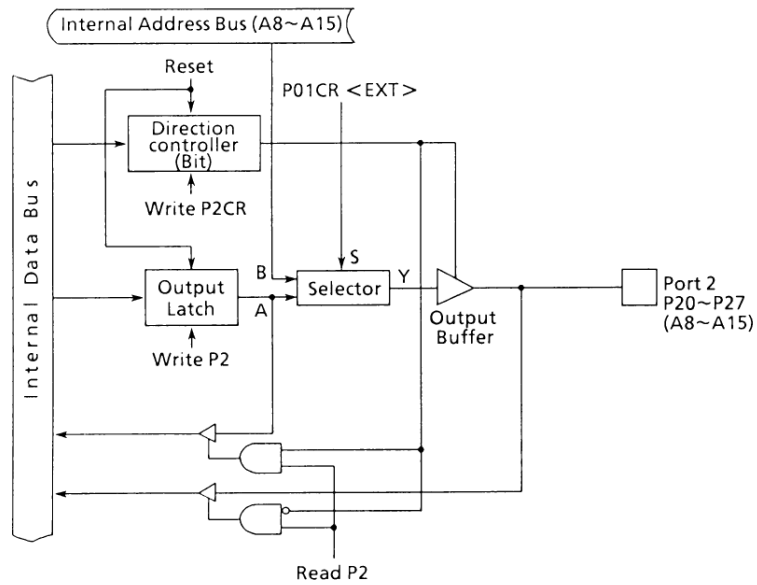 Internal Address Bus (A8~A15)
Reset
P01CR <EXT>
Direction
controller
(Bit)
Write P2CR
Internal Data Bus
S
B
Y
Output
Latch
A
Selector
Output
Buffer
Port 2
P20~P27
(A8~A15)
Write P2
Read P2